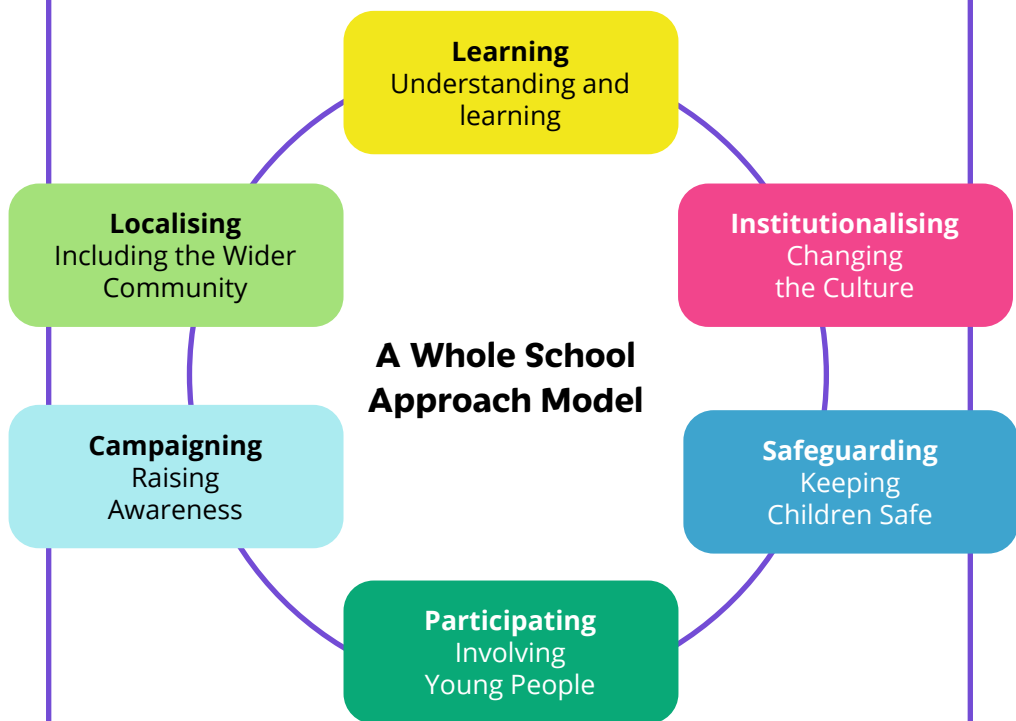 Learning
Understanding and
learning
Institutionalising
Changing
the Culture
Safeguarding
Keeping
Children Safe
Participating
Involving
Young People
Campaigning
Raising
Awareness
Localising
Including the Wider
Community
A Whole School
Approach Model